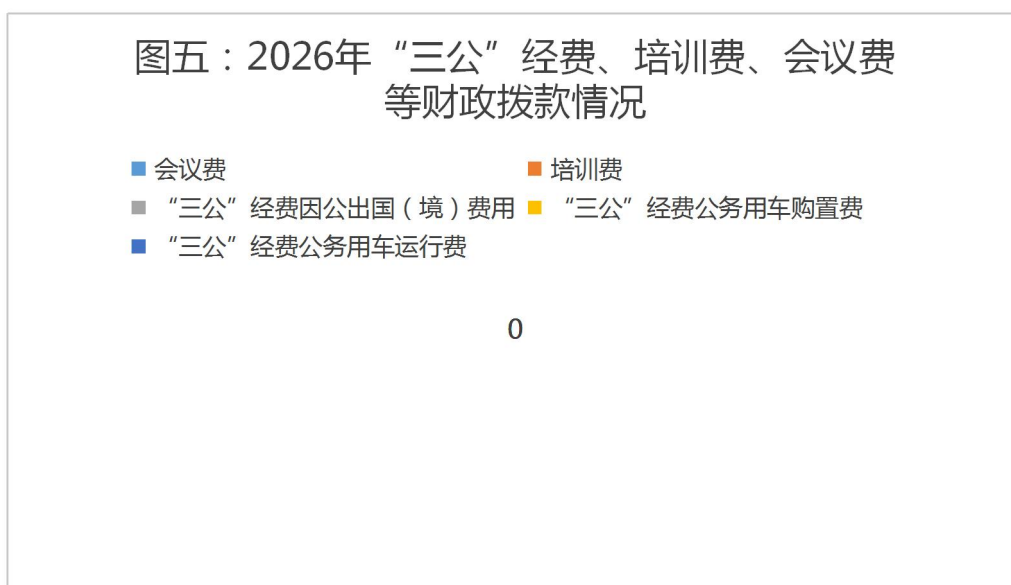 图五：2026年“三公”经费、培训费、会议费
等财政拨款情况
会议费 培训费
“三公”经费因公出国（境）费用 “三公”经费公务用车购置费
“三公”经费公务用车运行费
0